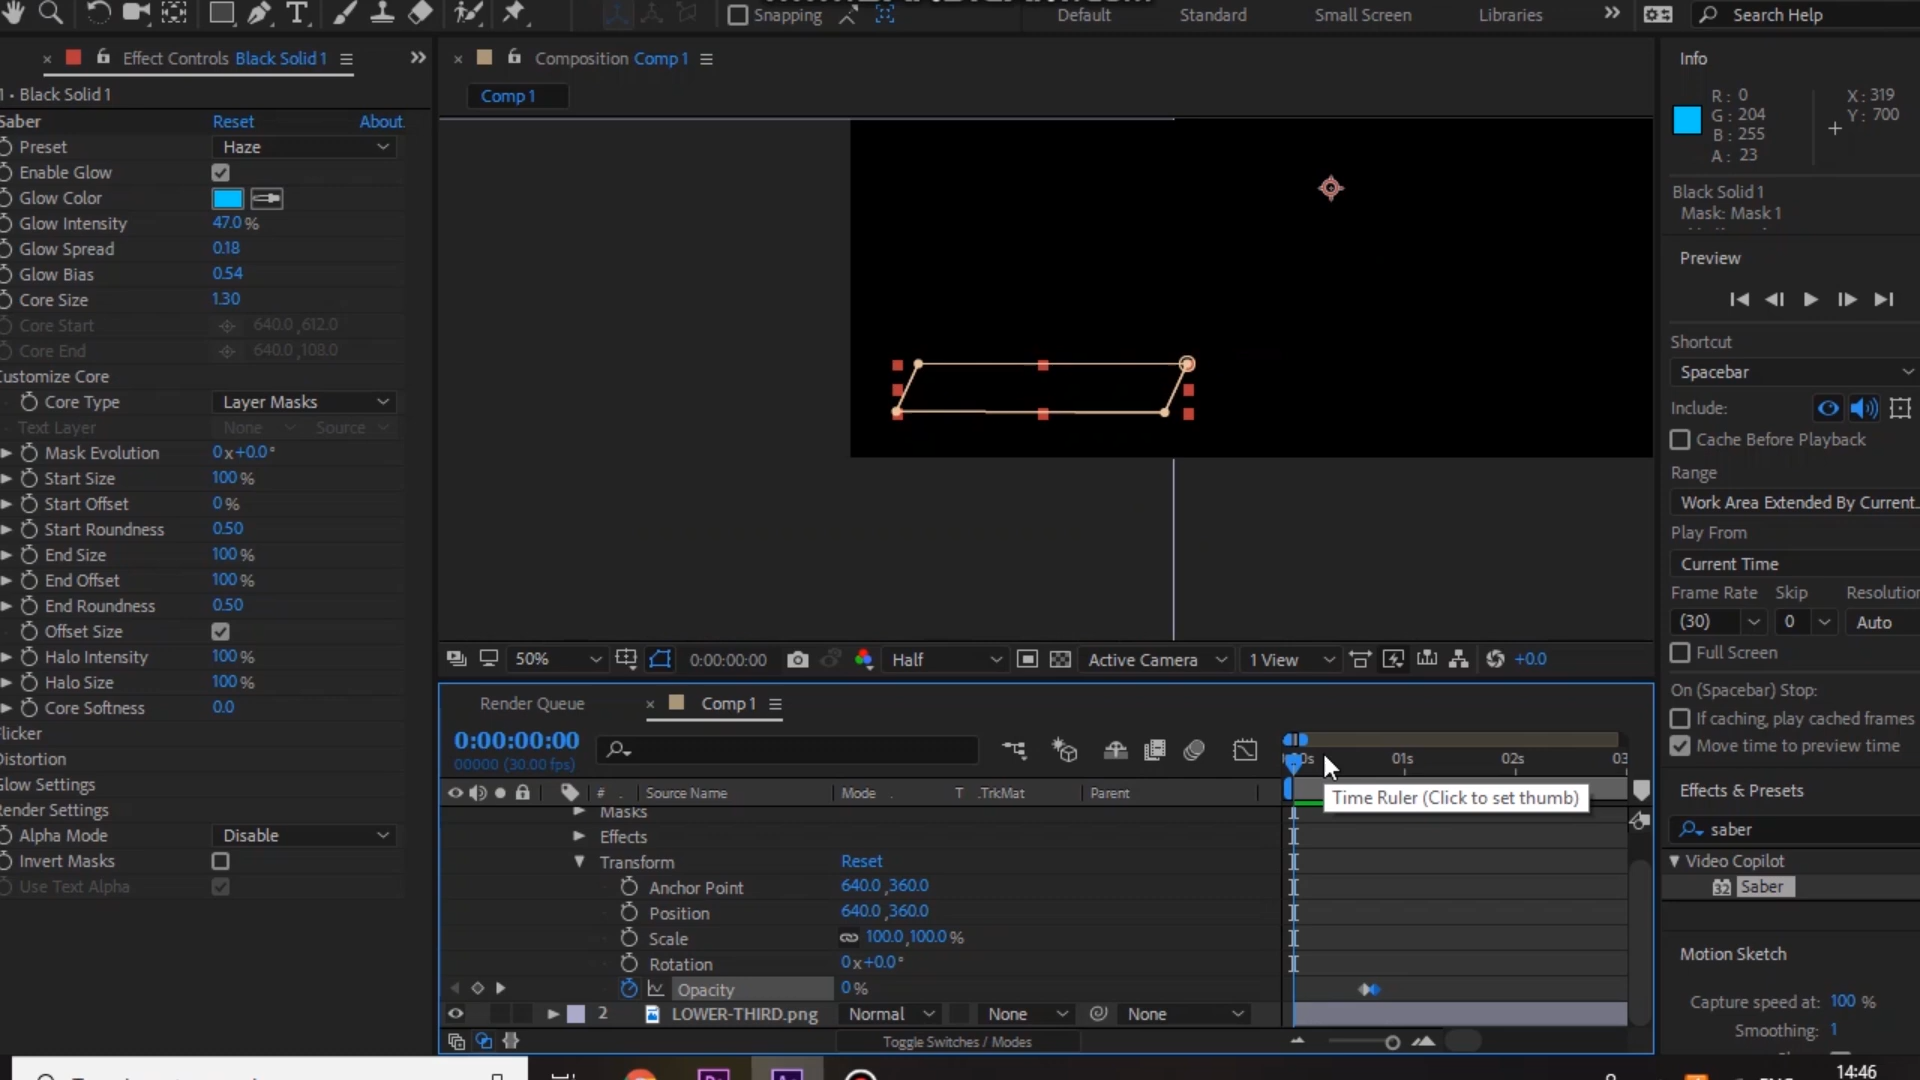 Snapping
Default
Standard
Small Screen
Libraries
Search Help
Effect Controls Black Solid 1
Composition Comp 1
Info
Comp 1
1 • Black Solid 1
R : 0
G : 204
B : 255
A : 23
X : 319
Y : 700
Saber
Reset
About.
Preset
Haze
Enable Glow
Glow Color
Glow Intensity
47.0 %
Glow Spread
0.18
Glow Bias
0.54
Core Size
1.30
Core Start
640.0 ,612.0
Core End
640.0 ,108.0
Customize Core
Core Type
Layer Masks
Text Layer
None
Source
Mask Evolution
0 x +0.0 °
Start Size
100 %
Start Offset
0 %
Start Roundness
0.50
End Size
100 %
End Offset
100 %
End Roundness
0.50
Offset Size
Halo Intensity
100 %
Halo Size
100 %
Core Softness
0.0
Flicker
Distortion
Glow Settings
Render Settings
Alpha Mode
Disable
Invert Masks
Use Text Alpha
Black Solid 1
Mask: Mask 1
Preview
Shortcut
Spacebar
Include:
Cache Before Playback
Range
Work Area Extended By Current...
Play From
Current Time
Frame Rate
Skip
Resolution
(30)
0
Auto
Full Screen
On (Spacebar) Stop:
If caching, play cached frames
Move time to preview time
Effects & Presets
saber
Video Copilot
32 Saber
Motion Sketch
Capture speed at: 100 %
Smoothing: 1
50%
0:00:00:00
Half
Active Camera
1 View
+0.0
Render Queue
Comp 1
0:00:00:00
00000 (30.00 fps)
01s
02s
03
Time Ruler (Click to set thumb)
#
Source Name
Mode
T .TrkMat
Parent
Masks
Effects
Transform
Reset
Anchor Point
640.0 ,360.0
Position
640.0 ,360.0
Scale
100.0 ,100.0 %
Rotation
0 x +0.0 °
Opacity
0 %
2
LOWER-THIRD.png
Normal
None
None
Toggle Switches / Modes
14:46